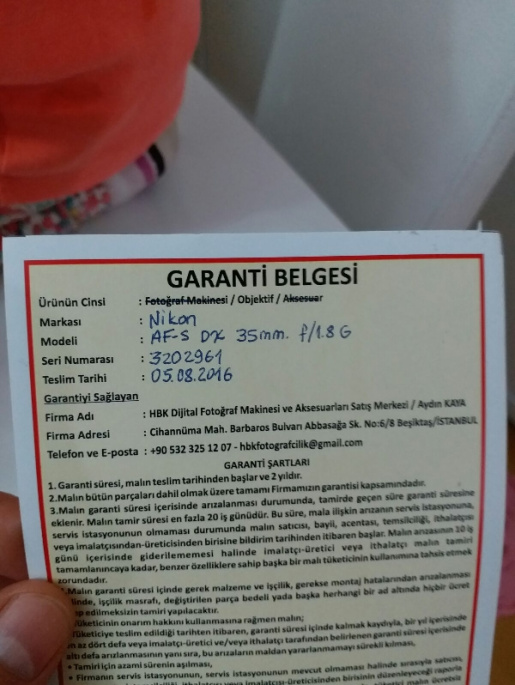 GARANTİ BELGESİ
Ürünün Cinsi : Fotoğraf Makinesi / Objektif / Aksesuar
Markası : Nikon
Modeli : AF-S DX 35mm. f/1.8 G
Seri Numarası : 3202961
Teslim Tarihi : 05.08.2016
Garantiyi Sağlayan
Firma Adı : HBK Dijital Fotoğraf Makinesi ve Aksesuarları Satış Merkezi / Aydın KAYA
Firma Adresi : Cihannüma Mah. Barbaros Bulvarı Abbasağa Sk. No:6/8 Beşiktaş/İSTANBUL
Telefon ve E-posta : +90 532 325 12 07 - hbkfotografcilik@gmail.com
GARANTİ ŞARTLARI
1. Garanti süresi, malın teslim tarihinden başlar ve 2 yıldır.
2.Malın bütün parçaları dahil olmak üzere tamamı Firmamızın garantisi kapsamındadır.
3.Malın garanti süresi içerisinde arızalanması durumunda, tamirde geçen süre garanti süresine
eklenir. Malın tamir süresi en fazla 20 iş günüdür. Bu süre, mala ilişkin arızanın servis istasyonuna,
servis istasyonunun olmaması durumunda malın satıcısı, bayii, acentası, temsilciliği, ithalatçısı
veya imalatçısından-üreticisinden birisine bildirim tarihinden itibaren başlar. Malın arızasının 10 iş
günü içerisinde giderilememesi halinde imalatçı-üretici veya ithalatçı malın tamiri
tamamlanıncaya kadar, benzer özelliklere sahip başka bir malı tüketicinin kullanımına tahsis etmek
zorundadır.
Malın garanti süresi içinde gerek malzeme ve işçilik, gerekse montaj hatalarından arızalanması
linde, işçilik masrafı, değiştirilen parça bedeli yada başka herhangi bir ad altında hiçbir ücret
ep edilmeksizin tamiri yapılacaktır.
Tüketicinin onarım hakkını kullanmasına rağmen malın;
Tüketiciye teslim edildiği tarihten itibaren, garanti süresi içinde kalmak kaydıyla, bir yıl içerisinde
en az dört defa veya imalatçı-üretici ve/veya ithalatçı tarafından belirlenen garanti süresi içerisinde
altı defa arızalanmasının yanı sıra, bu arızaların maldan yararlanamamayı sürekli kılması,
• Tamiri için azami sürenin aşılması,
• Firmanın servis istasyonunun, servis istasyonunun mevcut olmaması halinde sırasıyla satıcısı,
ithalatçısı veya imalatçısı-üreticisinden birisinin düzenleyeceği raporla